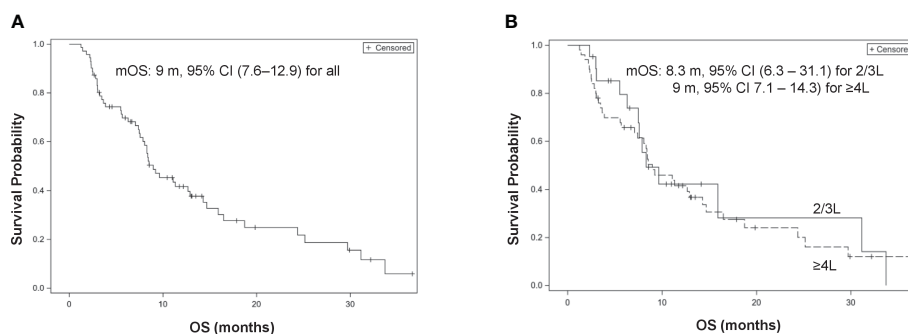 A
+ Censored
mOS: 9 m, 95% CI (7.6–12.9) for all
Survival Probability
1.0
0.8
0.6
0.4
0.2
0.0
0
10
20
30
OS (months)
B
+ Censored
mOS: 8.3 m, 95% CI (6.3 – 31.1) for 2/3L
9 m, 95% CI 7.1 – 14.3) for ≥4L
Survival Probability
1.0
0.8
0.6
0.4
0.2
0.0
2/3L
≥4L
0
10
20
30
OS (months)